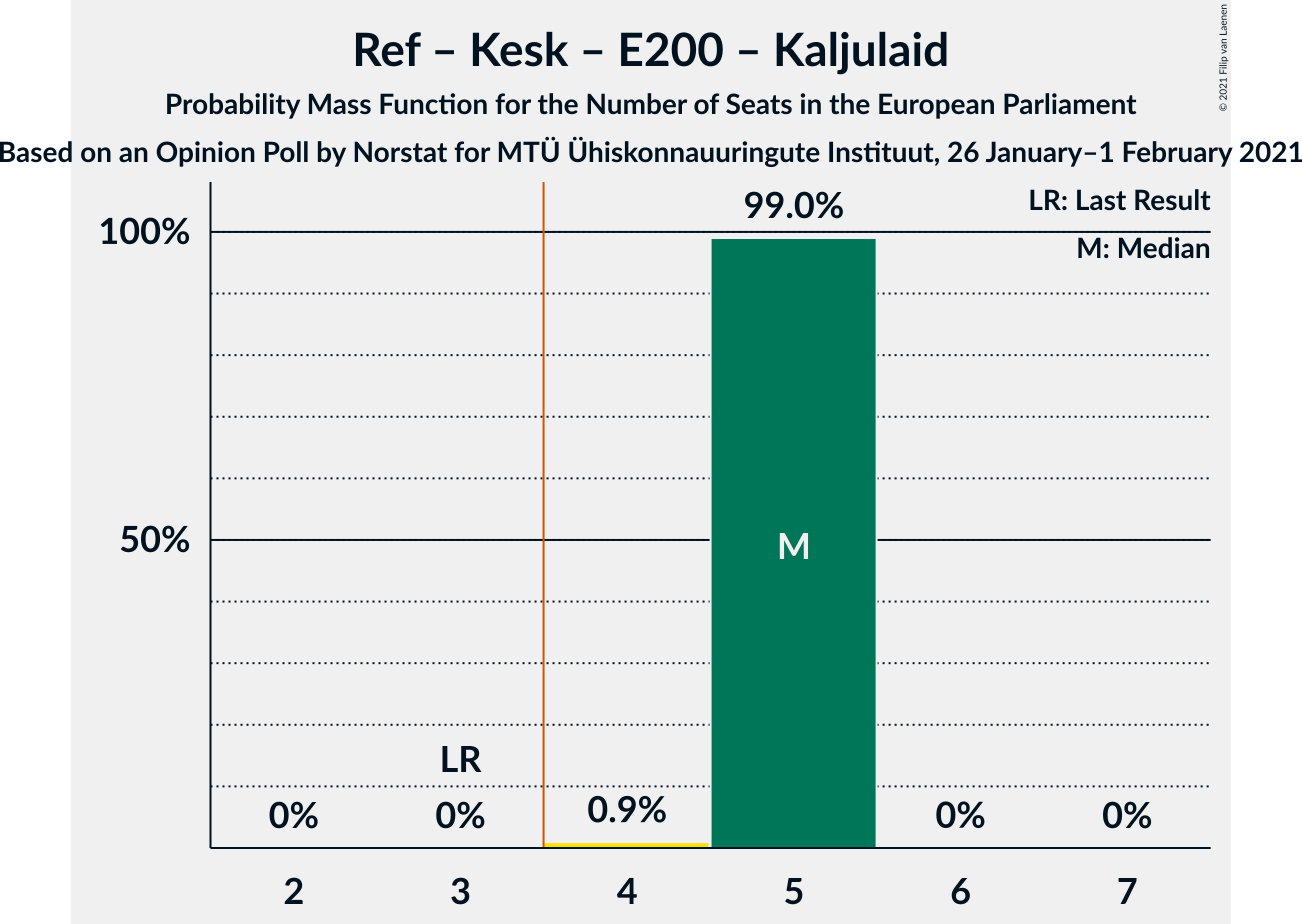 Ref – Kesk – E200 – Kaljulaid
Probability Mass Function for the Number of Seats in the European Parliament
Based on an Opinion Poll by Norstat for MTÜ Ühiskonnauuringute Instituut, 26 January–1 February 2021
© 2021 Filip van Laenen
LR: Last Result
M: Median
99.0%
100%
50%
M
LR
0%
0%
0.9%
0%
0%
2
3
4
5
6
7